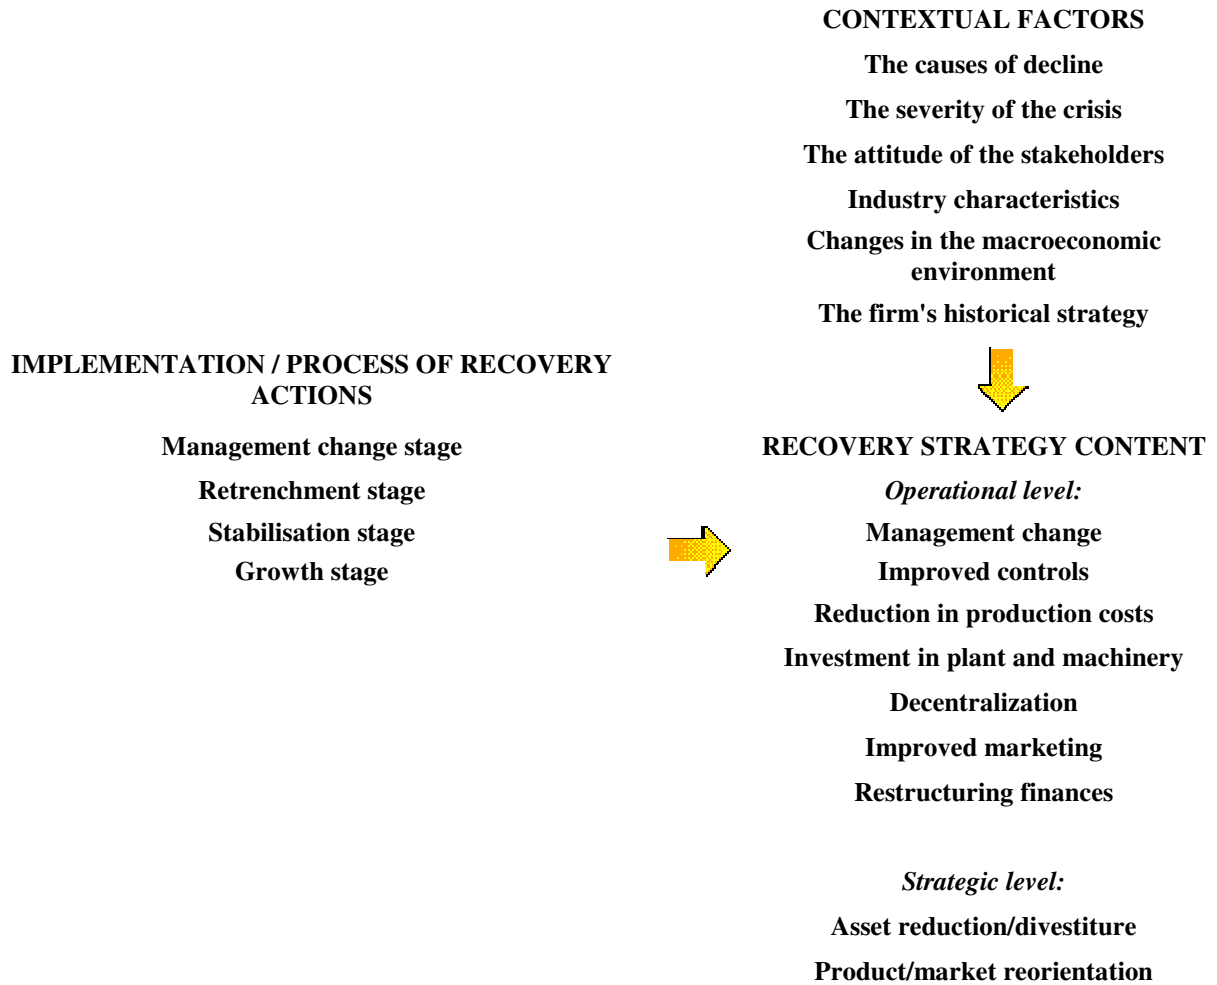 CONTEXTUAL FACTORS
The causes of decline
The severity of the crisis
The attitude of the stakeholders
Industry characteristics
Changes in the macroeconomic
environment
The firm's historical strategy
IMPLEMENTATION / PROCESS OF RECOVERY
ACTIONS
Management change stage
Retrenchment stage
Stabilisation stage
Growth stage
RECOVERY STRATEGY CONTENT
Operational level:
Management change
Improved controls
Reduction in production costs
Investment in plant and machinery
Decentralization
Improved marketing
Restructuring finances
Strategic level:
Asset reduction/divestiture
Product/market reorientation